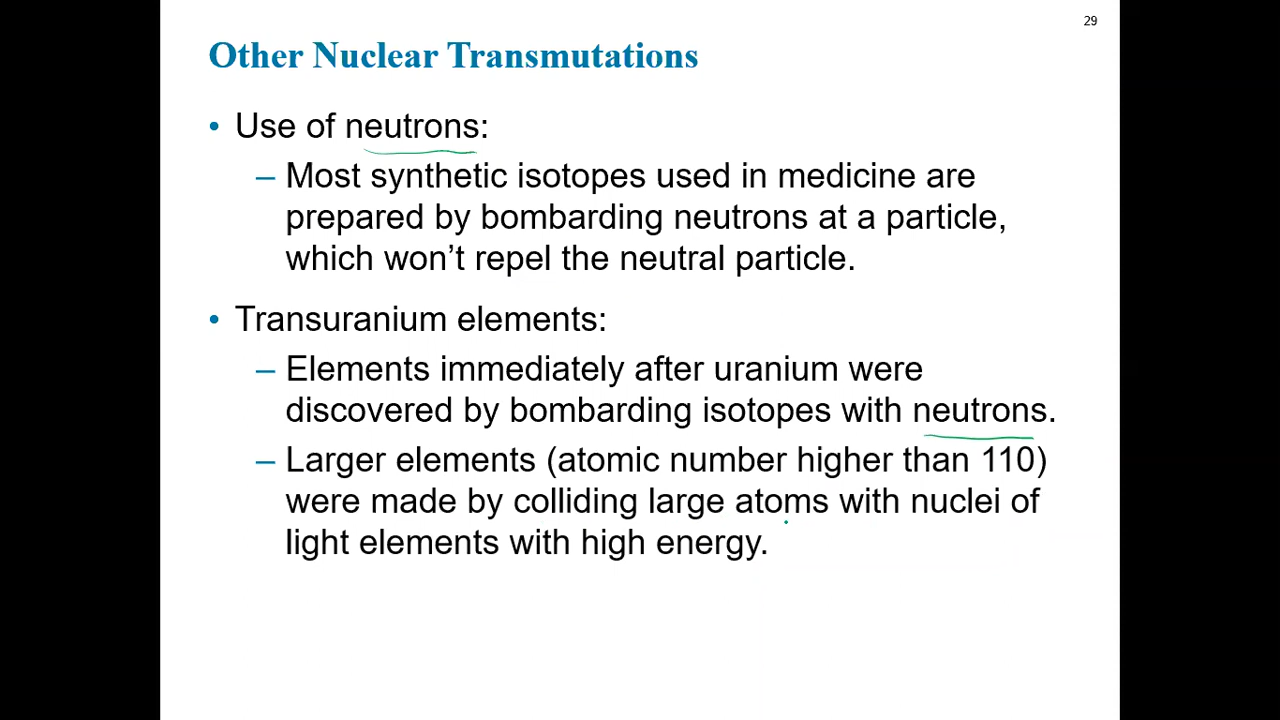 29
Other Nuclear Transmutations
• Use of neutrons:
– Most synthetic isotopes used in medicine are
prepared by bombarding neutrons at a particle,
which won’t repel the neutral particle.
• Transuranium elements:
– Elements immediately after uranium were
discovered by bombarding isotopes with neutrons.
– Larger elements (atomic number higher than 110)
were made by colliding large atoms with nuclei of
light elements with high energy.